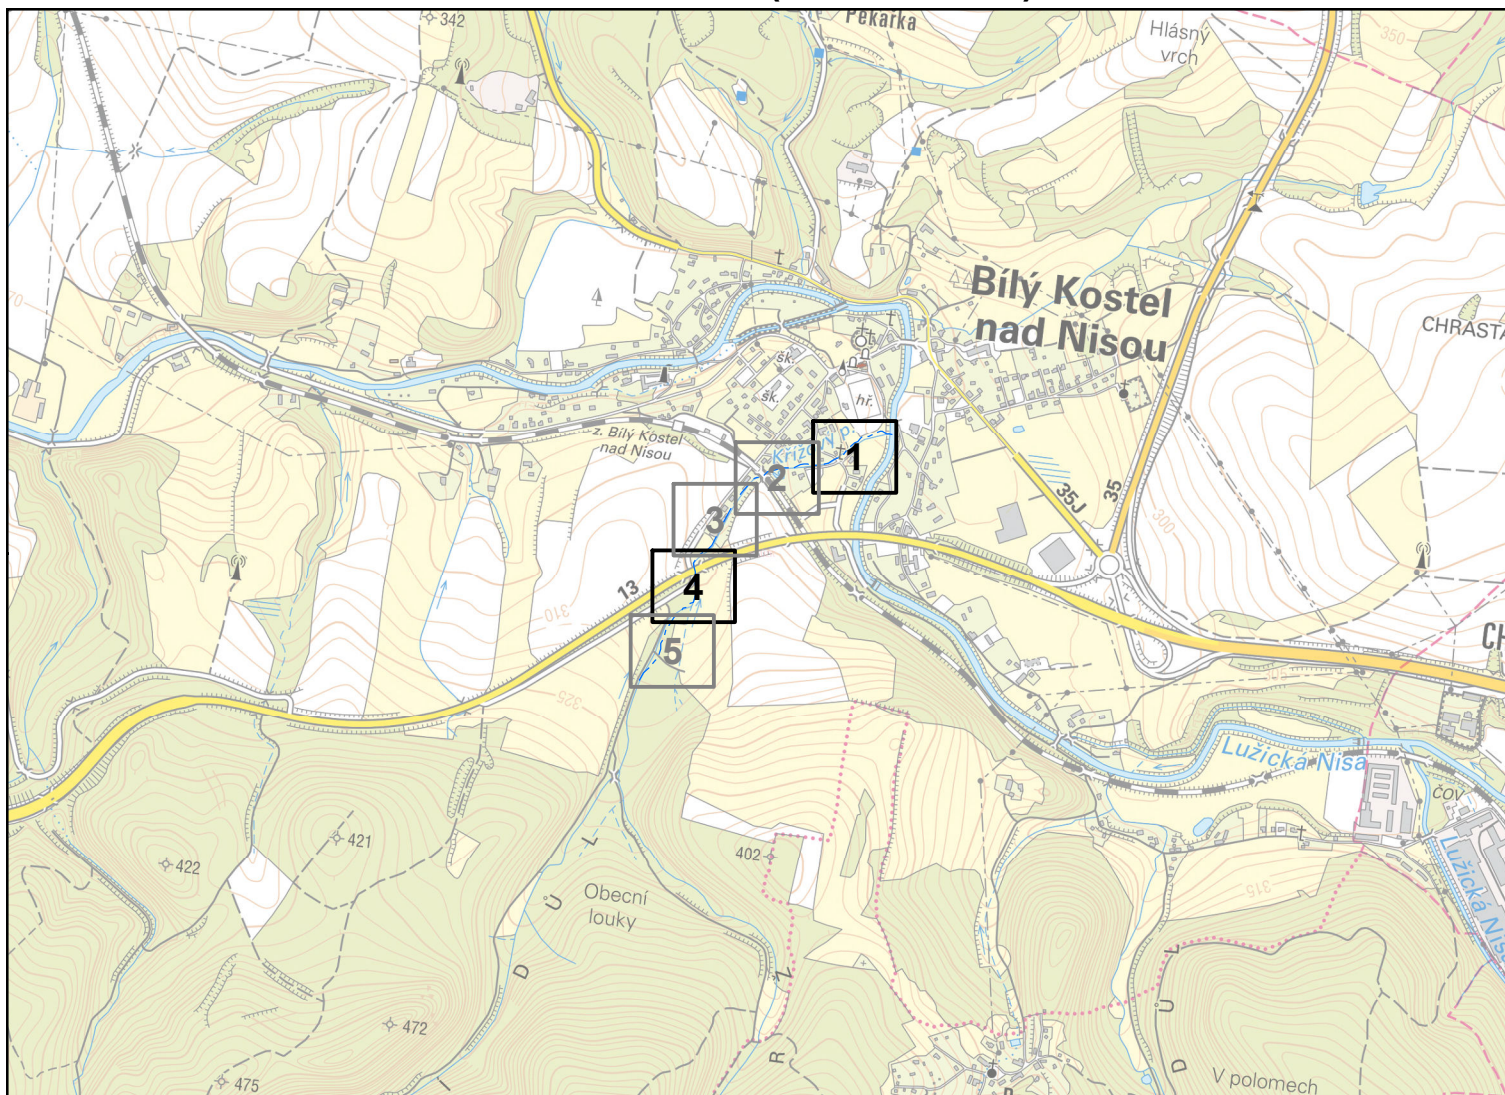 342
Pekařka
Hlásný
vrch
350
Bílý Kostel
nad Nisou
CHRASTA
šk.
šk.
hř.
z. Bílý Kostel
nad Nisou
Křížový p.
1
2
3
4
5
35J
35
300
13
310
325
Lužická Nisa
ČOV
Lužická Nisa
421
422
402
315
Obecní
louky
L
Ů
D
I
Z
R
L
Ů
D
472
475
V polomech